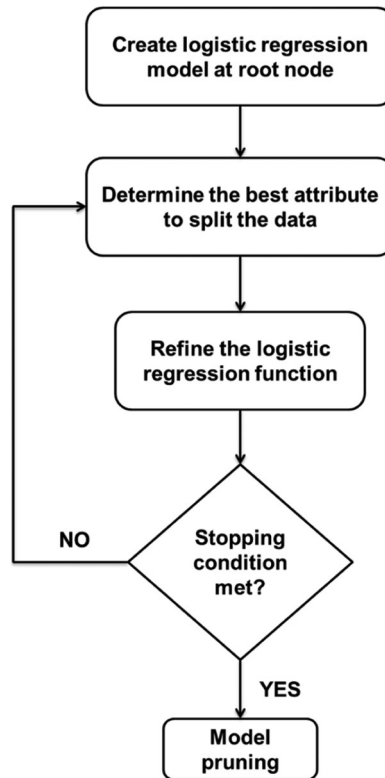 Create logistic regression
model at root node
Determine the best attribute
to split the data
Refine the logistic
regression function
Stopping
condition
met?
NO
YES
Model
pruning